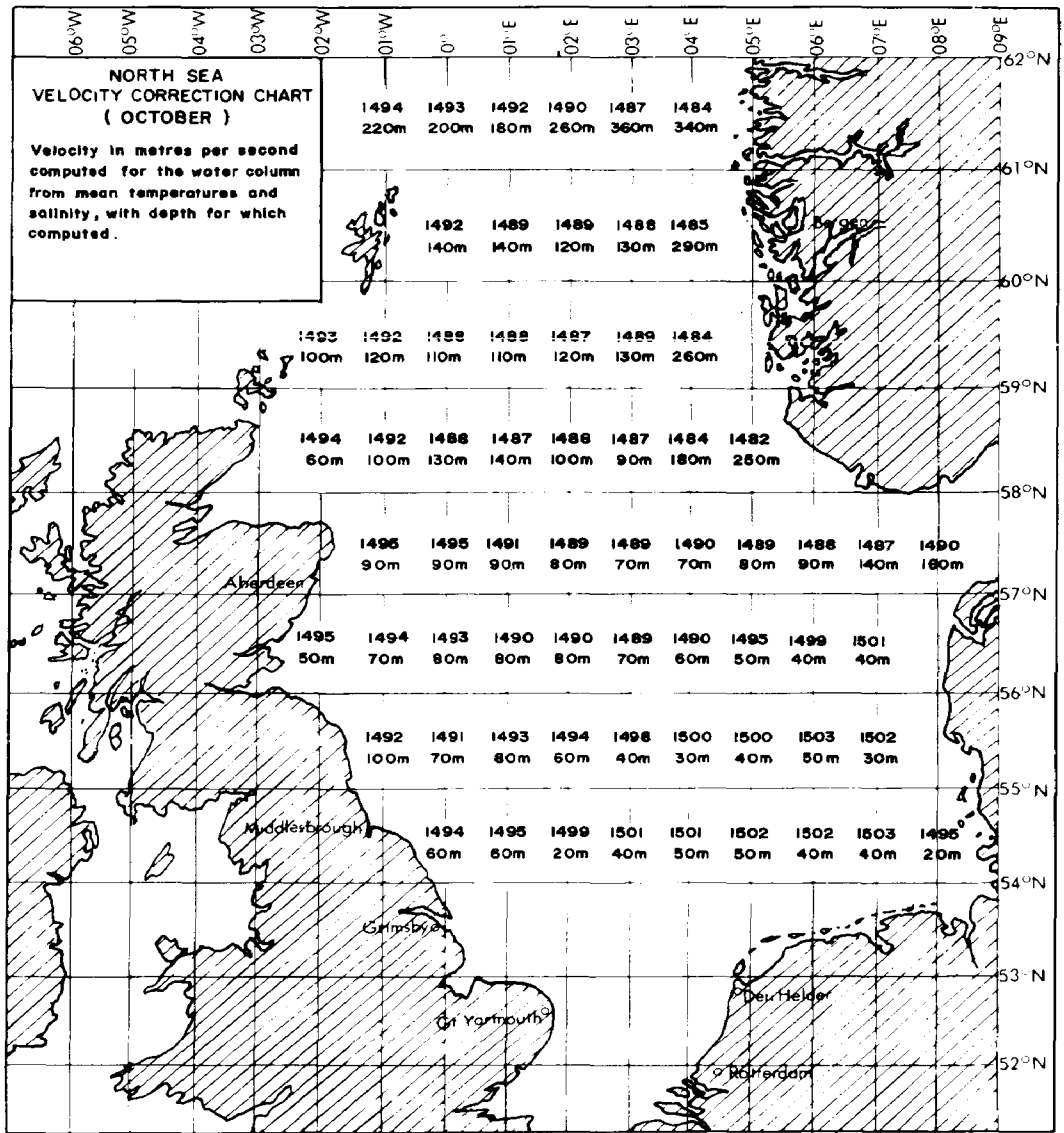 06°W 05°W 04°W 03°W 02°W 01°W 0° 01°E 02°E 03°E 04°E 05°E 06°E 07°E 08°E 09°E
62°N
NORTH SEA
VELOCITY CORRECTION CHART
( OCTOBER )
Velocity in metres per second
computed for the water column
from mean temperatures and
salinity, with depth for which
computed.
1494 1493 1492 1490 1487 1484
220m 200m 180m 260m 360m 340m
61°N
1492 1489 1489 1488 1485
140m 140m 120m 130m 290m
Bergen
60°N
1493 1492 1488 1488 1487 1489 1484
100m 120m 110m 110m 120m 130m 260m
59°N
1494 1492 1488 1487 1488 1487 1484 1482
60m 100m 130m 140m 100m 90m 180m 250m
58°N
1496 1495 1491 1489 1489 1490 1489 1488 1487 1490
90m 90m 90m 80m 70m 70m 80m 90m 140m 160m
Aberdeen
57°N
1495 1494 1493 1490 1490 1489 1490 1495 1499 1501
50m 70m 80m 80m 80m 70m 60m 50m 40m 40m
56°N
1492 1491 1493 1494 1498 1500 1500 1503 1502
100m 70m 80m 60m 40m 30m 40m 50m 30m
55°N
Middlesbrough
1494 1495 1499 1501 1501 1502 1502 1503 1495
60m 60m 20m 40m 50m 50m 40m 40m 20m
54°N
Grimsby
53°N
Den Helder
Gt Yarmouth
52°N
Rotterdam